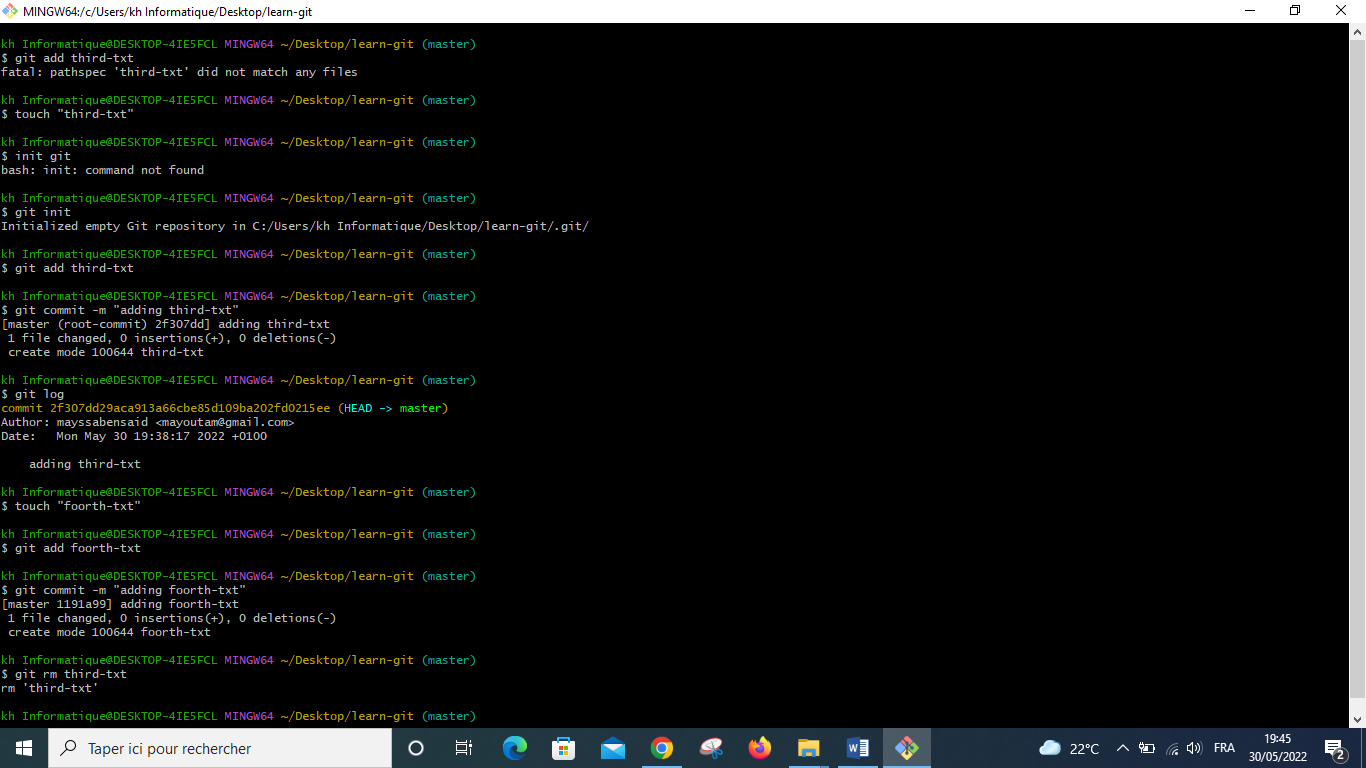 MINGW64:/c/Users/kh Informatique/Desktop/learn-git
kh Informatique@DESKTOP-4IE5FCL MINGW64 ~/Desktop/learn-git (master)
$ git add third-txt
fatal: pathspec 'third-txt' did not match any files
kh Informatique@DESKTOP-4IE5FCL MINGW64 ~/Desktop/learn-git (master)
$ touch "third-txt"
kh Informatique@DESKTOP-4IE5FCL MINGW64 ~/Desktop/learn-git (master)
$ init git
bash: init: command not found
kh Informatique@DESKTOP-4IE5FCL MINGW64 ~/Desktop/learn-git (master)
$ git init
Initialized empty Git repository in C:/Users/kh Informatique/Desktop/learn-git/.git/
kh Informatique@DESKTOP-4IE5FCL MINGW64 ~/Desktop/learn-git (master)
$ git add third-txt
kh Informatique@DESKTOP-4IE5FCL MINGW64 ~/Desktop/learn-git (master)
$ git commit -m "adding third-txt"
[master (root-commit) 2f307dd] adding third-txt
 1 file changed, 0 insertions(+), 0 deletions(-)
 create mode 100644 third-txt
kh Informatique@DESKTOP-4IE5FCL MINGW64 ~/Desktop/learn-git (master)
$ git log
commit 2f307dd29aca913a66cbe85d109ba202fd0215ee (HEAD -> master)
Author: mayssabensaid <mayoutam@gmail.com>
Date:   Mon May 30 19:38:17 2022 +0100
    adding third-txt
kh Informatique@DESKTOP-4IE5FCL MINGW64 ~/Desktop/learn-git (master)
$ touch "foorth-txt"
kh Informatique@DESKTOP-4IE5FCL MINGW64 ~/Desktop/learn-git (master)
$ git add foorth-txt
kh Informatique@DESKTOP-4IE5FCL MINGW64 ~/Desktop/learn-git (master)
$ git commit -m "adding foorth-txt"
[master 1191a99] adding foorth-txt
 1 file changed, 0 insertions(+), 0 deletions(-)
 create mode 100644 foorth-txt
kh Informatique@DESKTOP-4IE5FCL MINGW64 ~/Desktop/learn-git (master)
$ git rm third-txt
rm 'third-txt'
kh Informatique@DESKTOP-4IE5FCL MINGW64 ~/Desktop/learn-git (master)
Taper ici pour rechercher
22°C
FRA
19:45
30/05/2022
2